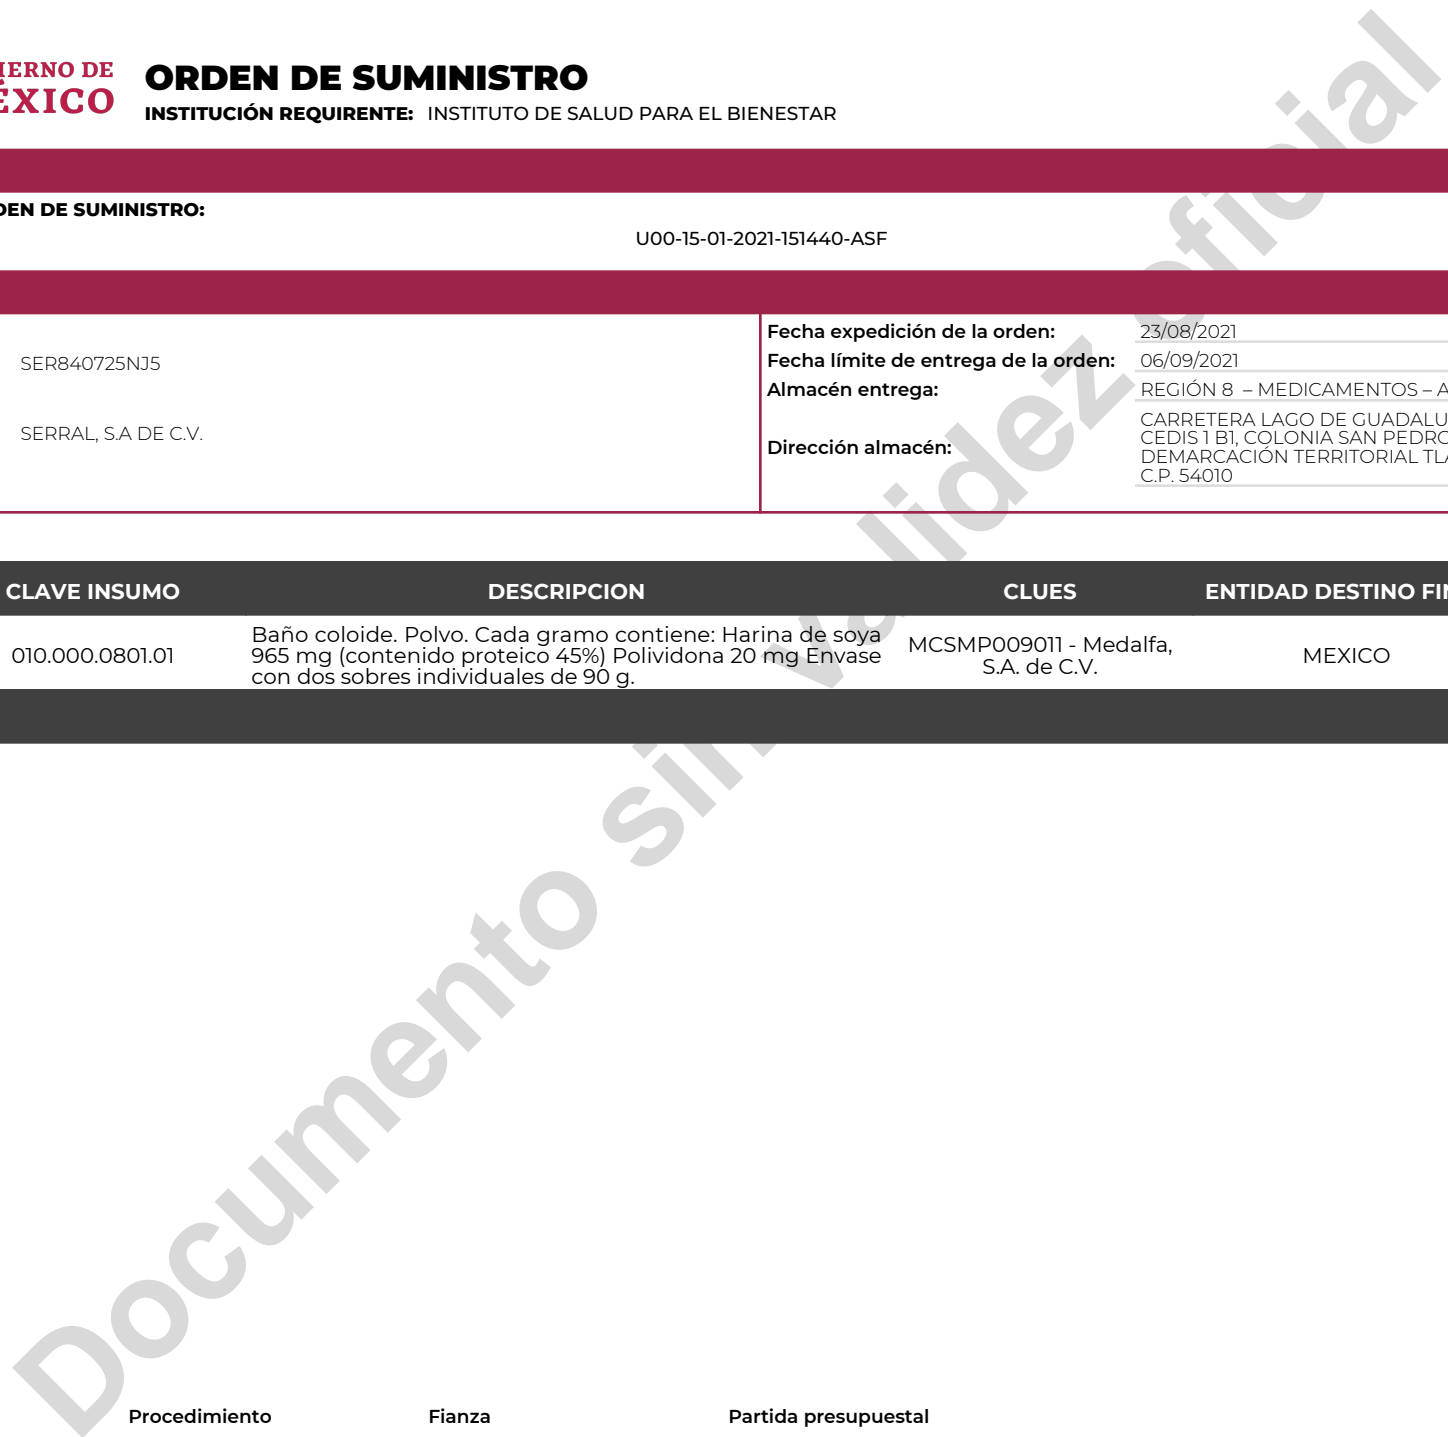 IERNO DE
ÉXICO
ORDEN DE SUMINISTRO
INSTITUCIÓN REQUIRENTE: INSTITUTO DE SALUD PARA EL BIENESTAR
DEN DE SUMINISTRO:
U00-15-01-2021-151440-ASF
SER840725NJ5
SERRAL, S.A DE C.V.
Fecha expedición de la orden: 23/08/2021
Fecha límite de entrega de la orden: 06/09/2021
Almacén entrega: REGIÓN 8 – MEDICAMENTOS – A
Dirección almacén:
CARRETERA LAGO DE GUADALU
CEDIS 1 B1, COLONIA SAN PEDRO
DEMARCACIÓN TERRITORIAL TLA
C.P. 54010
CLAVE INSUMO DESCRIPCION CLUES ENTIDAD DESTINO FIN
010.000.0801.01
Baño coloide. Polvo. Cada gramo contiene: Harina de soya
965 mg (contenido proteico 45%) Polividona 20 mg Envase
con dos sobres individuales de 90 g.
MCSMP009011 - Medalfa,
S.A. de C.V.
MEXICO
Documento sin validez oficial
Procedimiento Fianza Partida presupuestal